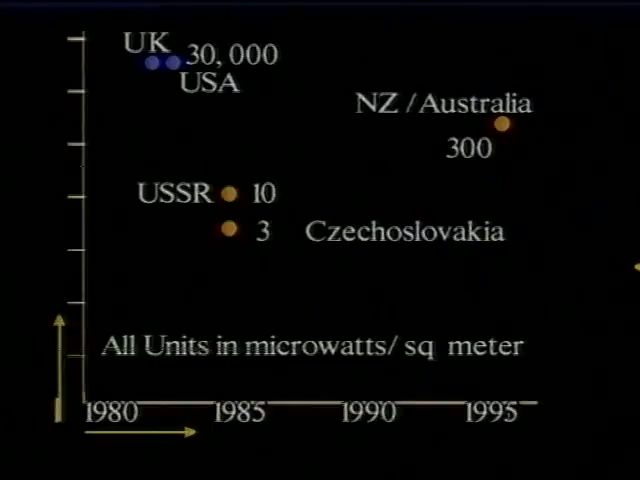 UK
30,000
USA
NZ /Australia
300
USSR 10
3 Czechoslovakia
All Units in microwatts/ sq meter
1980 1985 1990 1995